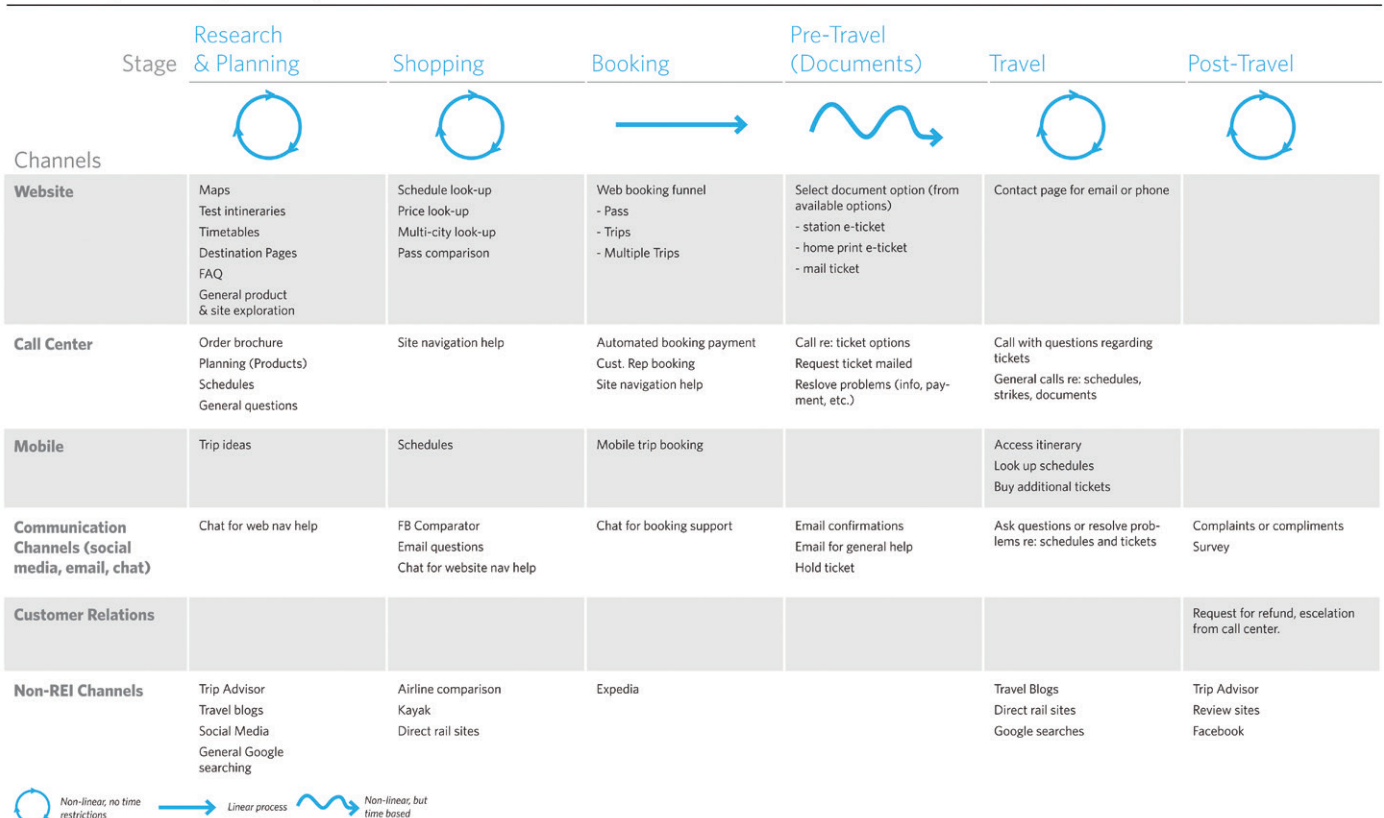 Stage
Research
& Planning
Shopping
Booking
Pre-Travel
(Documents)
Travel
Post-Travel
Channels
Website
Maps
Test intineraries
Timetables
Destination Pages
FAQ
General product
& site exploration
Schedule look-up
Price look-up
Multi-city look-up
Pass comparison
Web booking funnel
- Pass
- Trips
- Multiple Trips
Select document option (from
available options)
- station e-ticket
- home print e-ticket
- mail ticket
Contact page for email or phone
Call Center
Order brochure
Planning (Products)
Schedules
General questions
Site navigation help
Automated booking payment
Cust. Rep booking
Site navigation help
Call re: ticket options
Request ticket mailed
Reslove problems (info, pay-
ment, etc.)
Call with questions regarding
tickets
General calls re: schedules,
strikes, documents
Mobile
Trip ideas
Schedules
Mobile trip booking
Access itinerary
Look up schedules
Buy additional tickets
Communication
Channels (social
media, email, chat)
Chat for web nav help
FB Comparator
Email questions
Chat for website nav help
Chat for booking support
Email confirmations
Email for general help
Hold ticket
Ask questions or resolve prob-
lems re: schedules and tickets
Complaints or compliments
Survey
Customer Relations
Request for refund, escelation
from call center.
Non-REI Channels
Trip Advisor
Travel blogs
Social Media
General Google
searching
Airline comparison
Kayak
Direct rail sites
Expedia
Travel Blogs
Direct rail sites
Google searches
Trip Advisor
Review sites
Facebook
Non-linear, no time
restrictions
Linear process
Non-linear, but
time based